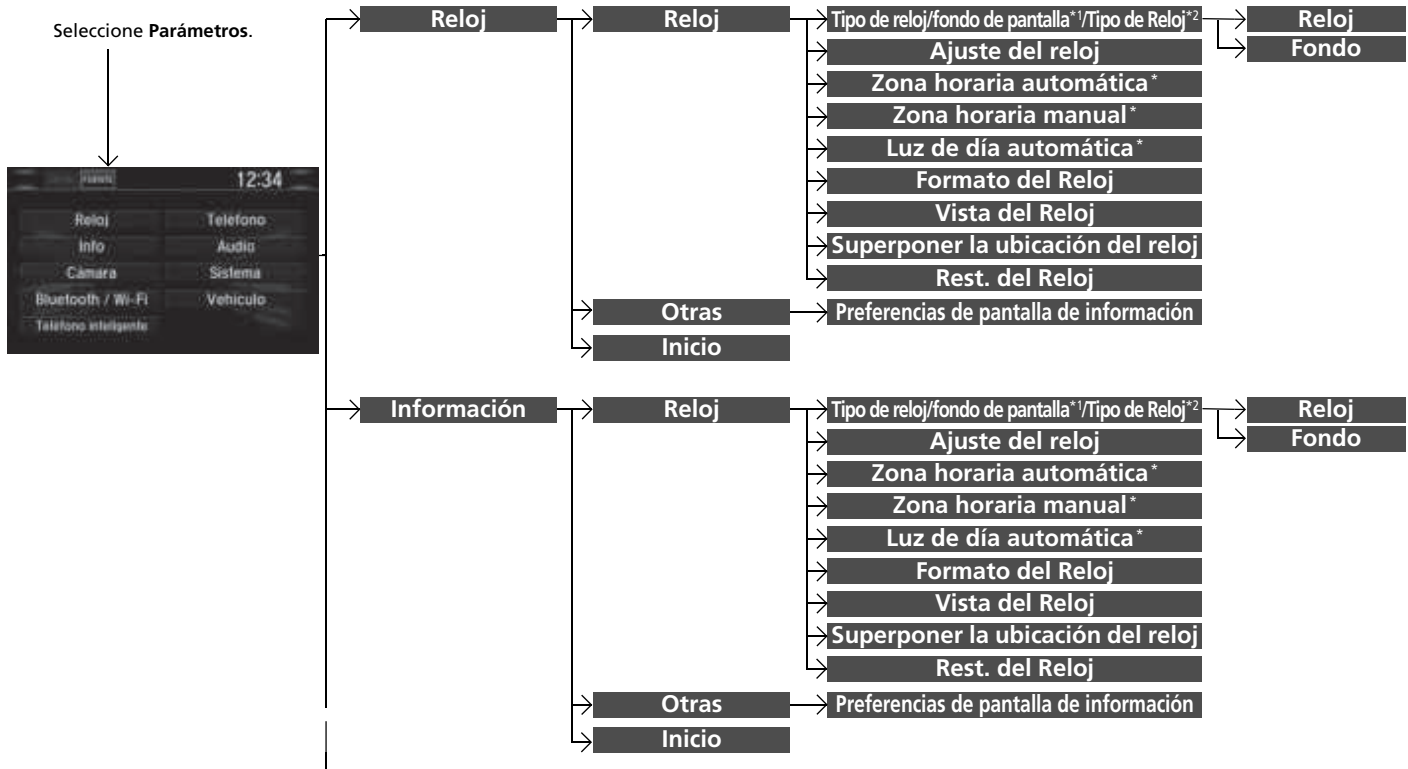 Seleccione Parámetros.
12:34
Reloj Teléfono
Info Audio
Cámara Sistema
Bluetooth / Wi-Fi Vehículo
Teléfono inteligente
Reloj
Reloj
Tipo de reloj/fondo de pantalla*1/Tipo de Reloj*2
Reloj
Fondo
Ajuste del reloj
Zona horaria automática*
Zona horaria manual*
Luz de día automática*
Formato del Reloj
Vista del Reloj
Superponer la ubicación del reloj
Rest. del Reloj
Otras
Preferencias de pantalla de información
Inicio
Información
Reloj
Tipo de reloj/fondo de pantalla*1/Tipo de Reloj*2
Reloj
Fondo
Ajuste del reloj
Zona horaria automática*
Zona horaria manual*
Luz de día automática*
Formato del Reloj
Vista del Reloj
Superponer la ubicación del reloj
Rest. del Reloj
Otras
Preferencias de pantalla de información
Inicio